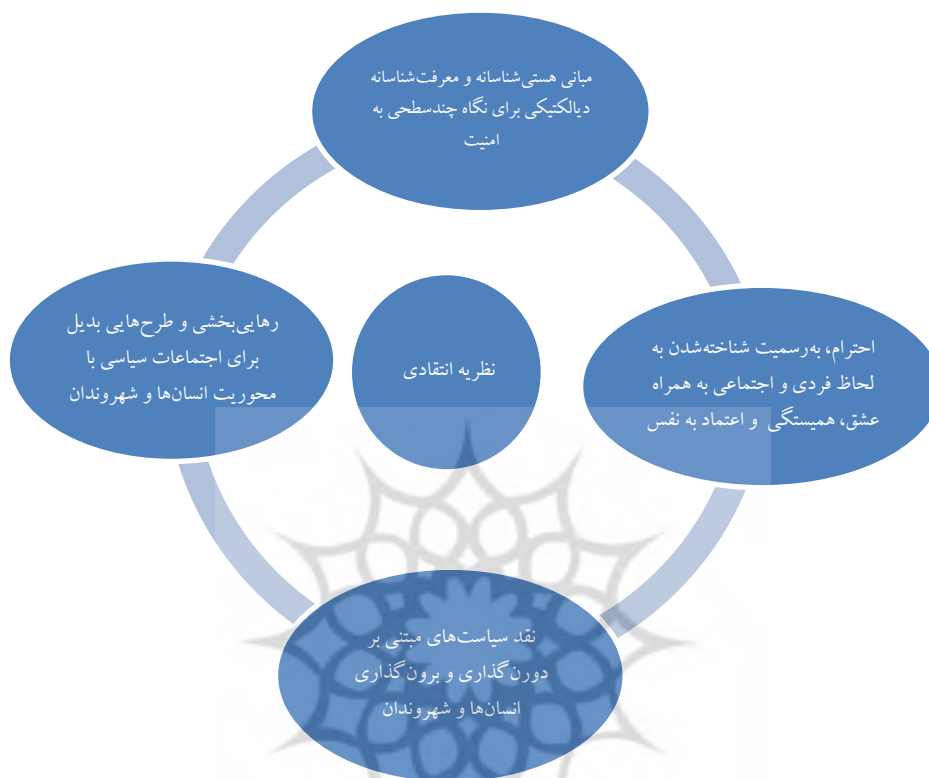 مبانی هستی‌شناسانه و معرفت‌شناسانه
دیالکتیکی برای نگاه چندسطحی به
امنیت
احترام، به‌رسمیت شناخته‌شدن به
لحاظ فردی و اجتماعی به همراه
عشق، همبستگی و اعتماد به نفس
نظریه انتقادی
رهایی‌بخشی و طرح‌هایی بدیل
برای اجتماعات سیاسی با
محوریت انسان‌ها و شهروندان
نقد سیاست‌های مبتنی بر
دورن‌گذاری و برون‌گذاری
انسان‌ها و شهروندان